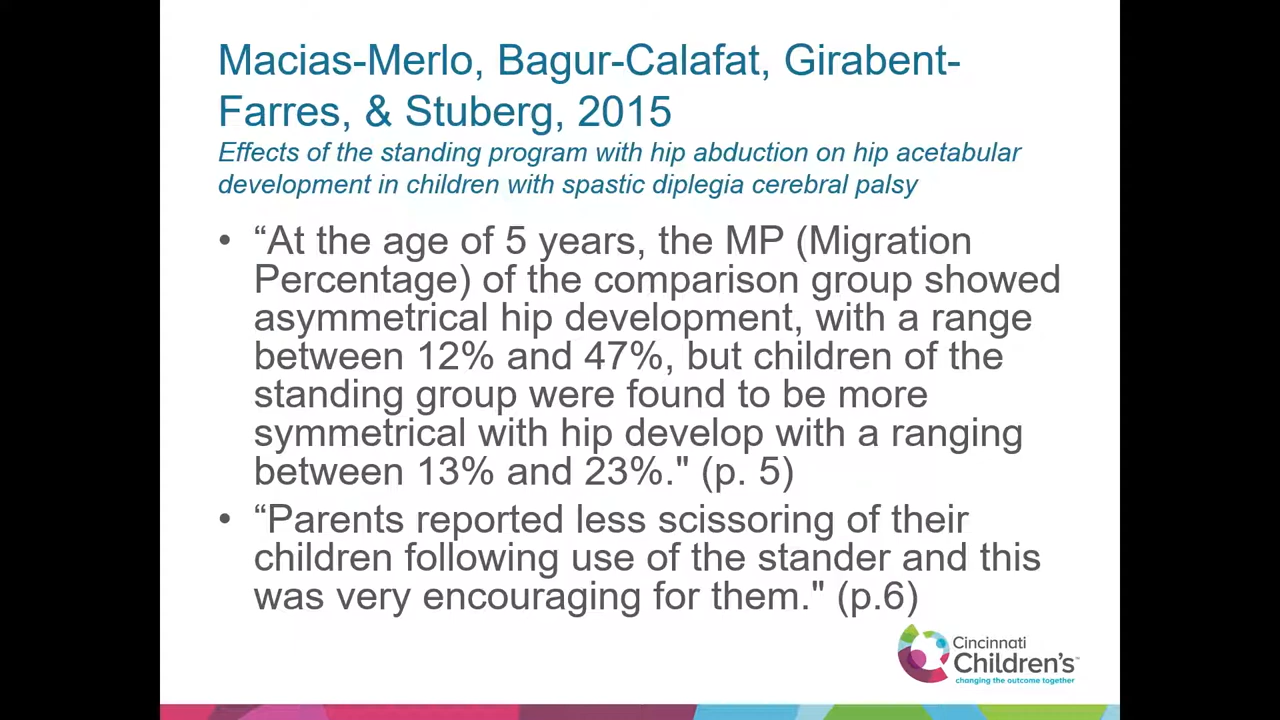 Macias-Merlo, Bagur-Calafat, Girabent-
Farres, & Stuberg, 2015
Effects of the standing program with hip abduction on hip acetabular
development in children with spastic diplegia cerebral palsy
• “At the age of 5 years, the MP (Migration
Percentage) of the comparison group showed
asymmetrical hip development, with a range
between 12% and 47%, but children of the
standing group were found to be more
symmetrical with hip develop with a ranging
between 13% and 23%." (p. 5)
• “Parents reported less scissoring of their
children following use of the stander and this
was very encouraging for them." (p.6)
Cincinnati
Children's™
changing the outcome together